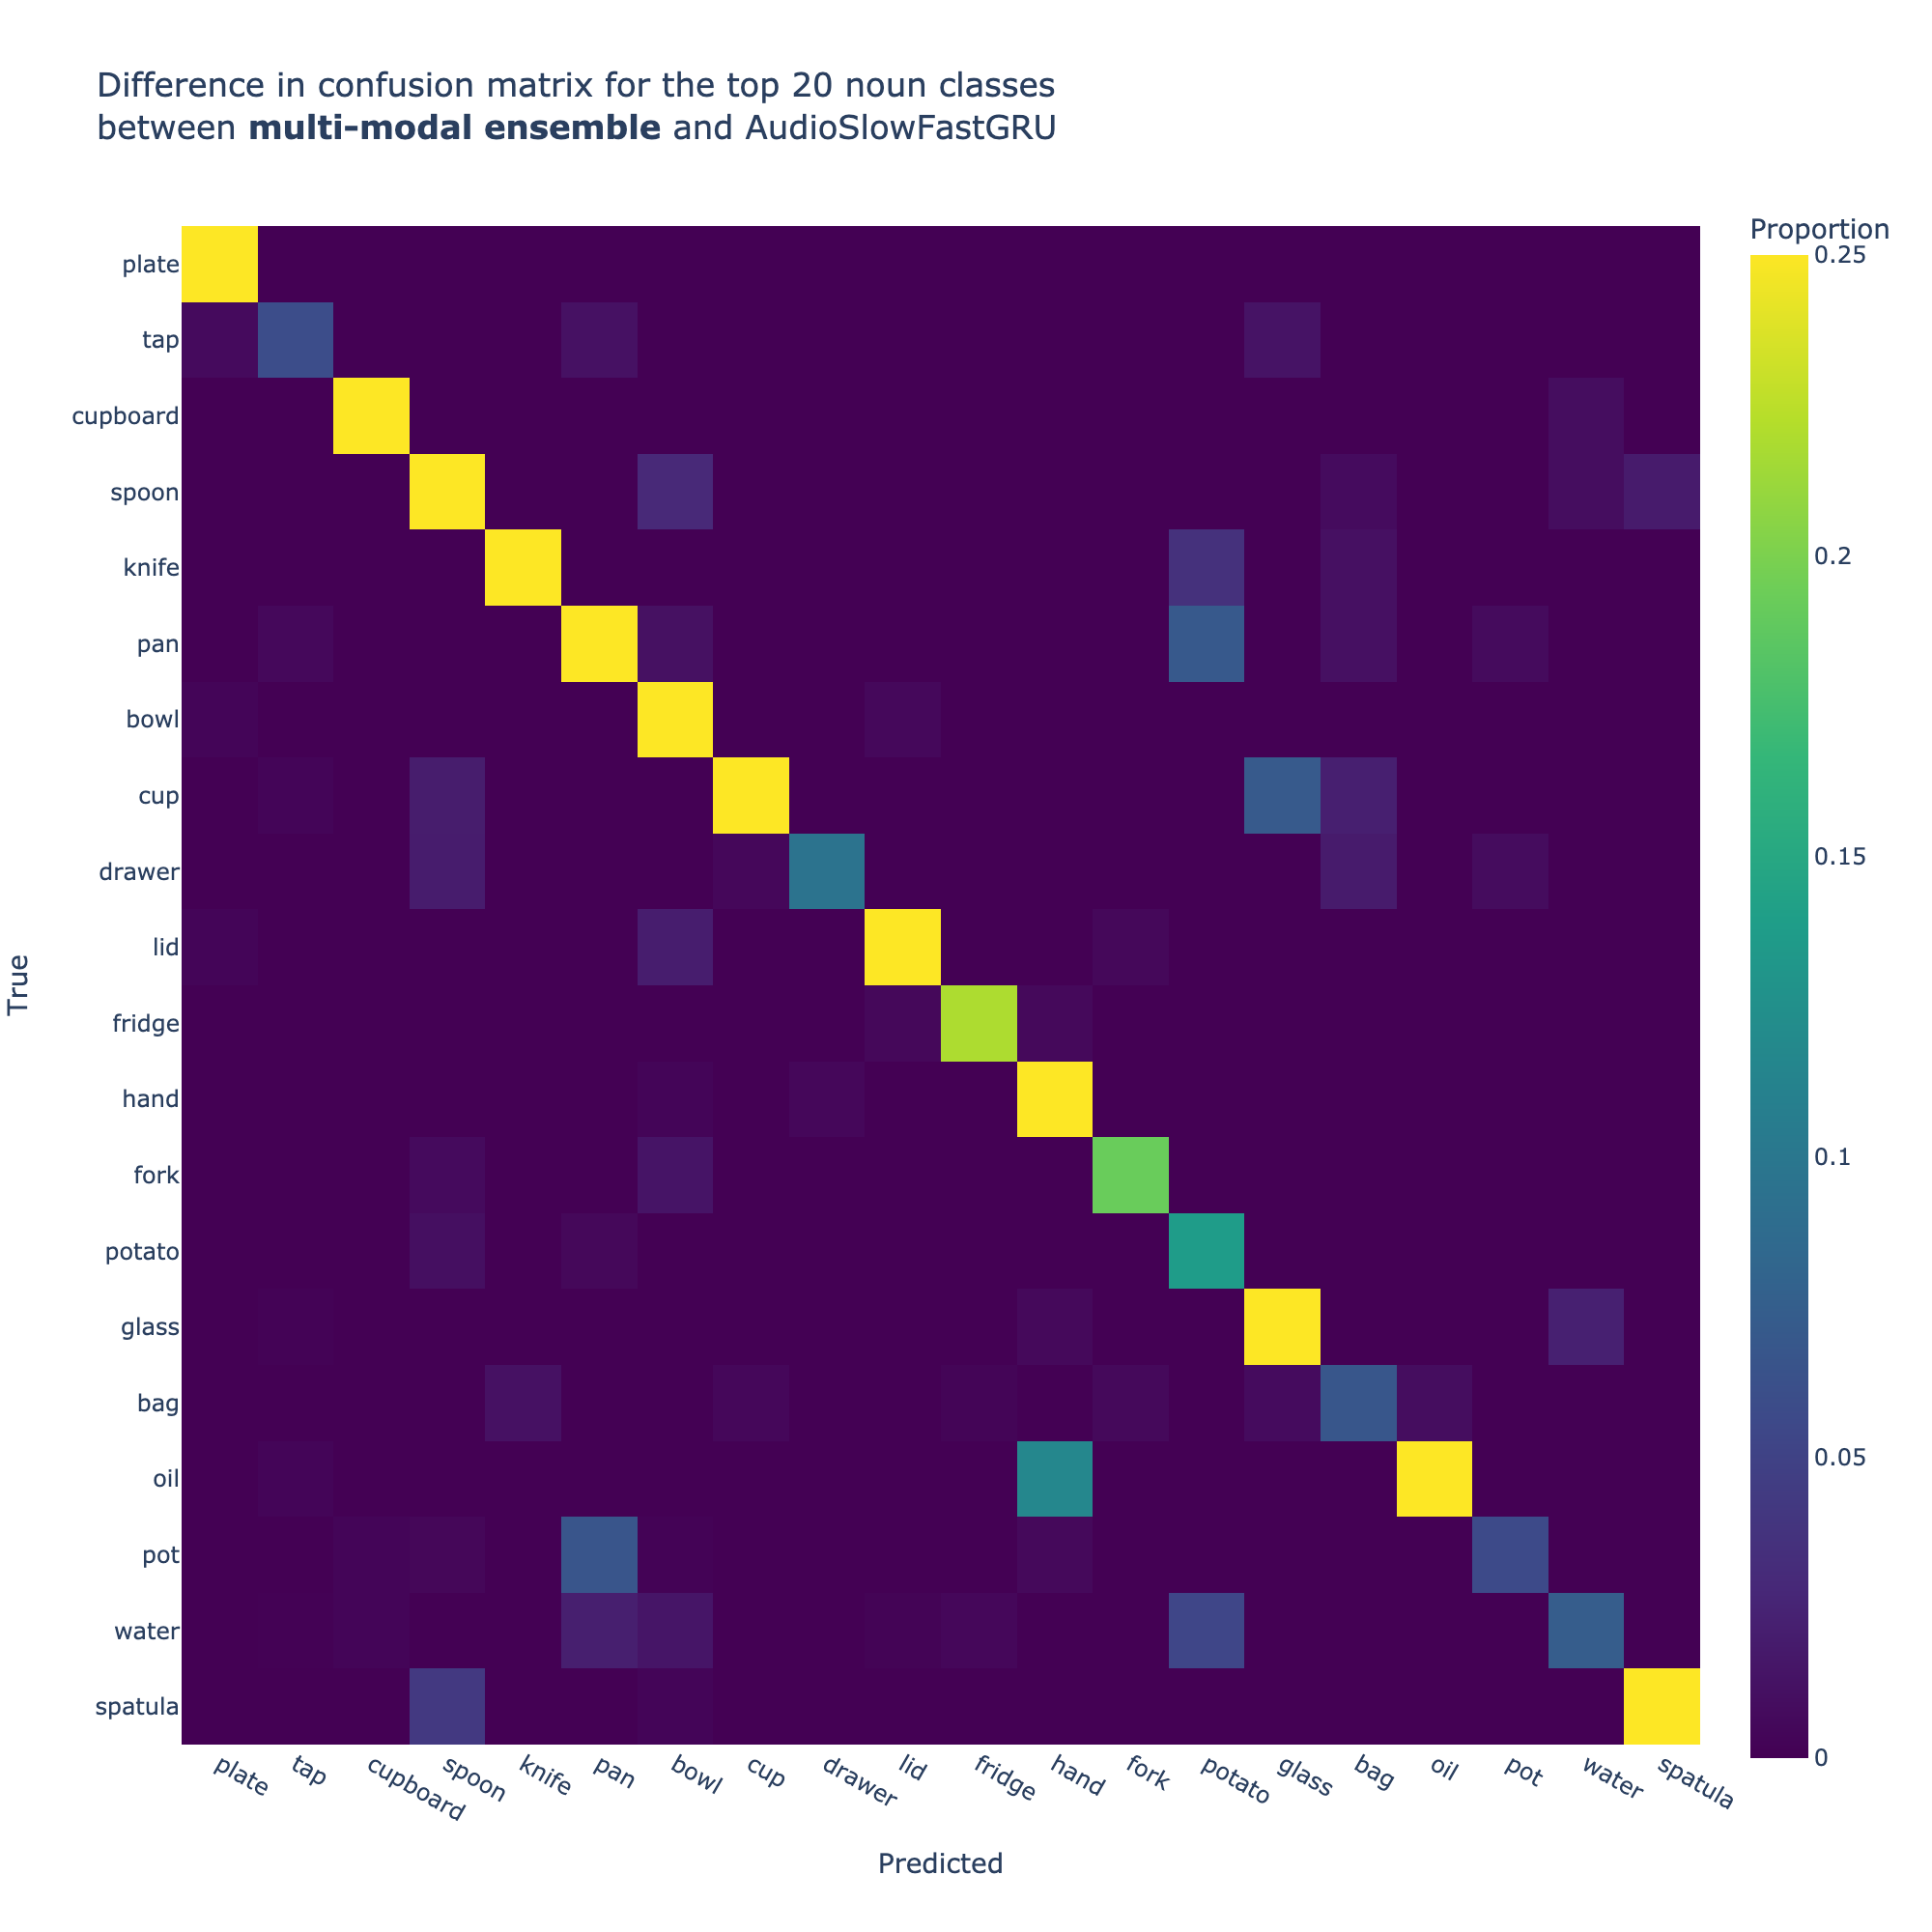 Difference in confusion matrix for the top 20 noun classes
between multi-modal ensemble and AudioSlowFastGRU
Proportion
0.25
0.2
0.15
0.1
0.05
0
True
plate
tap
cupboard
spoon
knife
pan
bowl
cup
drawer
lid
fridge
hand
fork
potato
glass
bag
oil
pot
water
spatula
plate
tap
cupboard
spoon
knife
pan
bowl
cup
drawer
lid
fridge
hand
fork
potato
glass
bag
oil
pot
water
spatula
Predicted